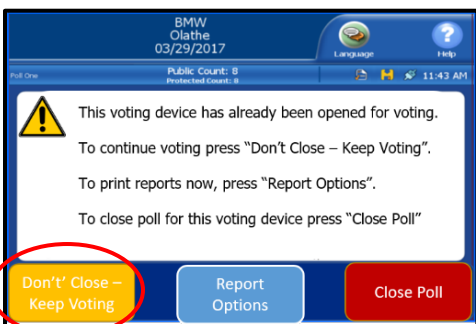 BMW
Olathe
03/29/2017
Language
Help
Poll One
Public Count: 8
Protected Count: 8
11:43 AM
This voting device has already been opened for voting.
To continue voting press “Don’t Close – Keep Voting”.
To print reports now, press “Report Options”.
To close poll for this voting device press “Close Poll”
Don’t’ Close –
Keep Voting
Report
Options
Close Poll